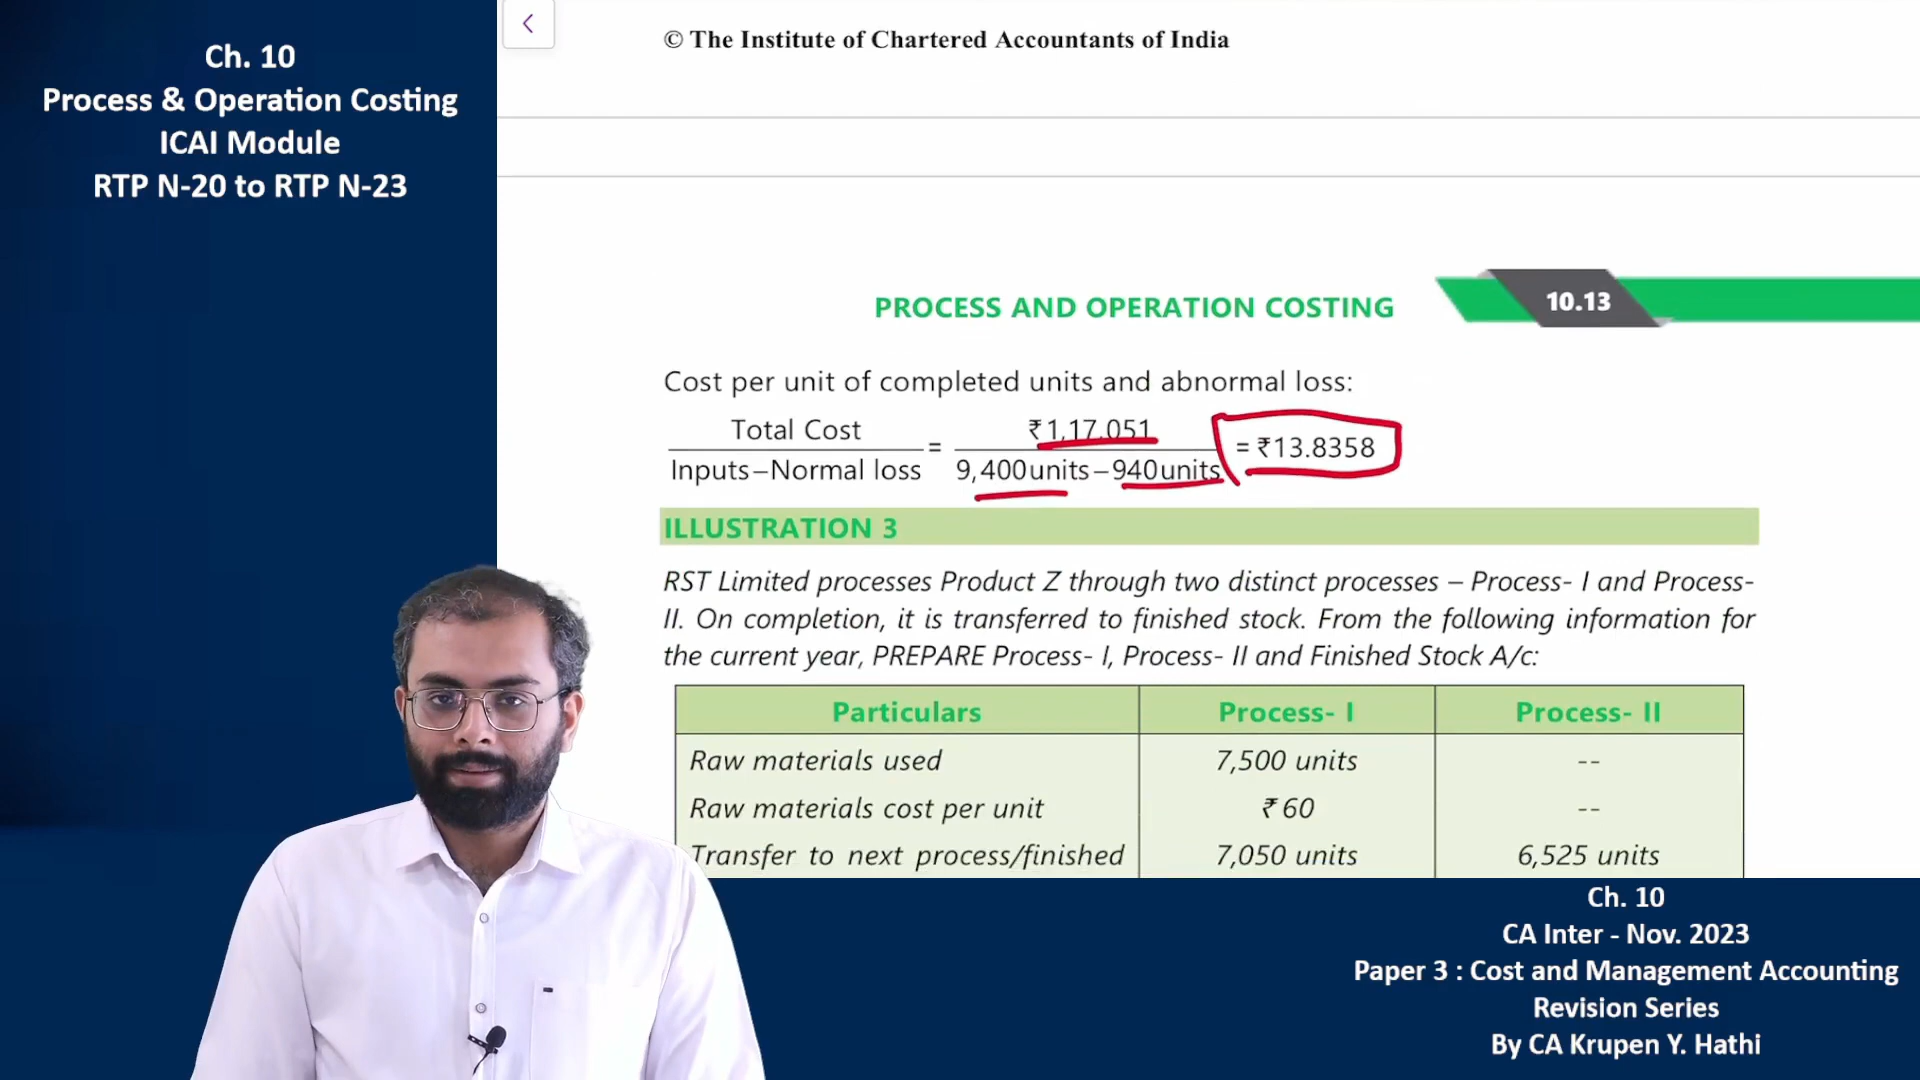 Ch. 10
Process & Operation Costing
ICAI Module
RTP N-20 to RTP N-23
© The Institute of Chartered Accountants of India
PROCESS AND OPERATION COSTING
10.13
Cost per unit of completed units and abnormal loss:
Total Cost
Inputs–Normal loss
=
₹1,17,051
9,400units–940units
= ₹13.8358
ILLUSTRATION 3
RST Limited processes Product Z through two distinct processes – Process- I and Process-
II. On completion, it is transferred to finished stock. From the following information for
the current year, PREPARE Process- I, Process- II and Finished Stock A/c:
Particulars Process- I Process- II
Raw materials used 7,500 units --
Raw materials cost per unit ₹ 60 --
Transfer to next process/finished 7,050 units 6,525 units
Ch. 10
CA Inter - Nov. 2023
Paper 3 : Cost and Management Accounting
Revision Series
By CA Krupen Y. Hathi